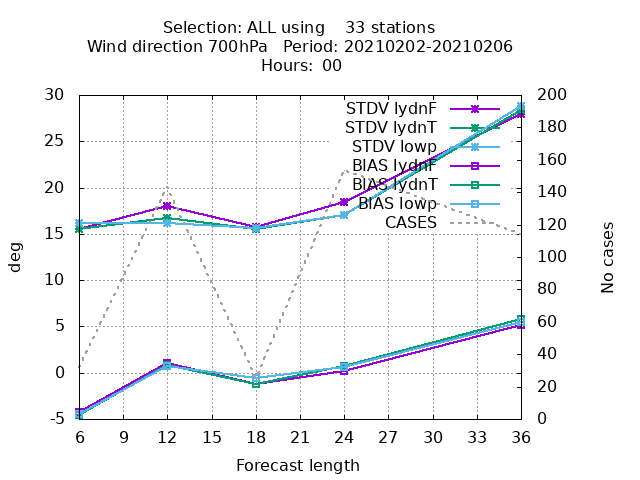 Selection: ALL using    33 stations
Wind direction 700hPa   Period: 20210202-20210206
Hours: 00
30
25
20
15
10
5
0
-5
200
180
160
140
120
100
80
60
40
20
0
STDV lydnF
STDV lydnT
STDV lowp
BIAS lydnF
BIAS lydnT
BIAS lowp
CASES
deg
No cases
6 9 12 15 18 21 24 27 30 33 36
Forecast length